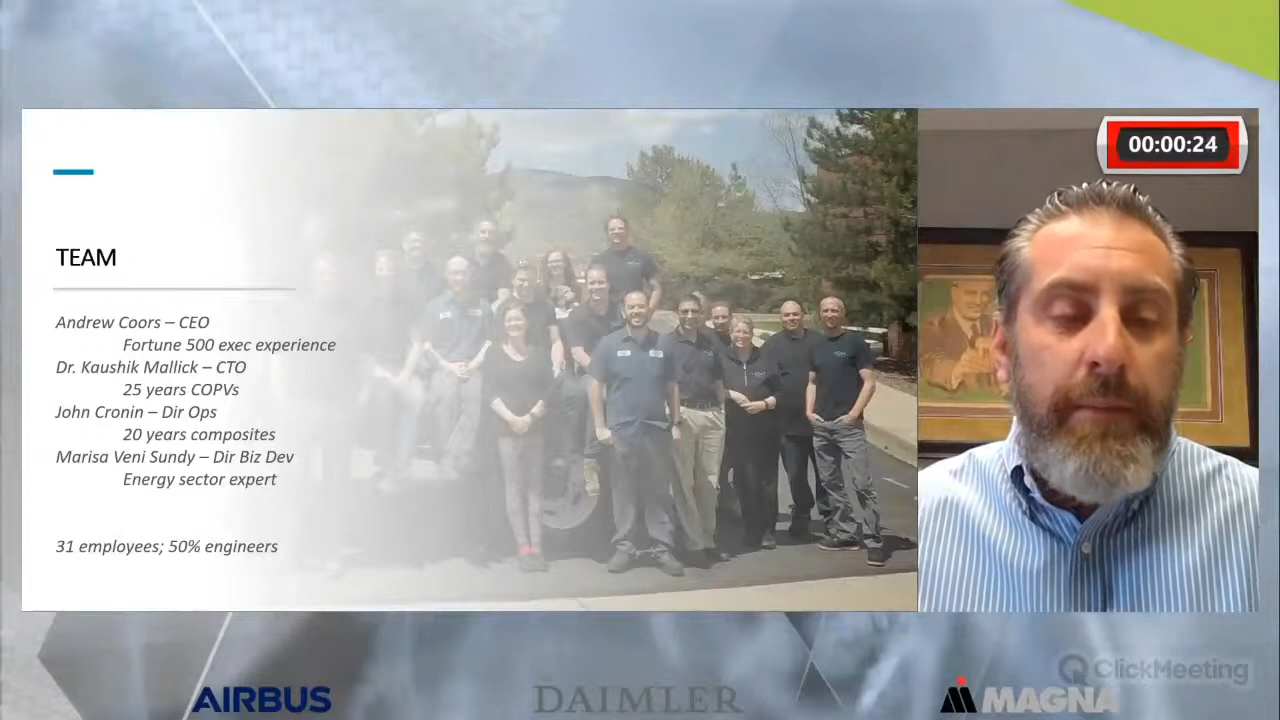 00:00:24
TEAM
Andrew Coors – CEO
Fortune 500 exec experience
Dr. Kaushik Mallick – CTO
25 years COPVs
John Cronin – Dir Ops
20 years composites
Marisa Veni Sundy – Dir Biz Dev
Energy sector expert
31 employees; 50% engineers
ClickMeeting
AIRBUS
DAIMLER
MAGNA